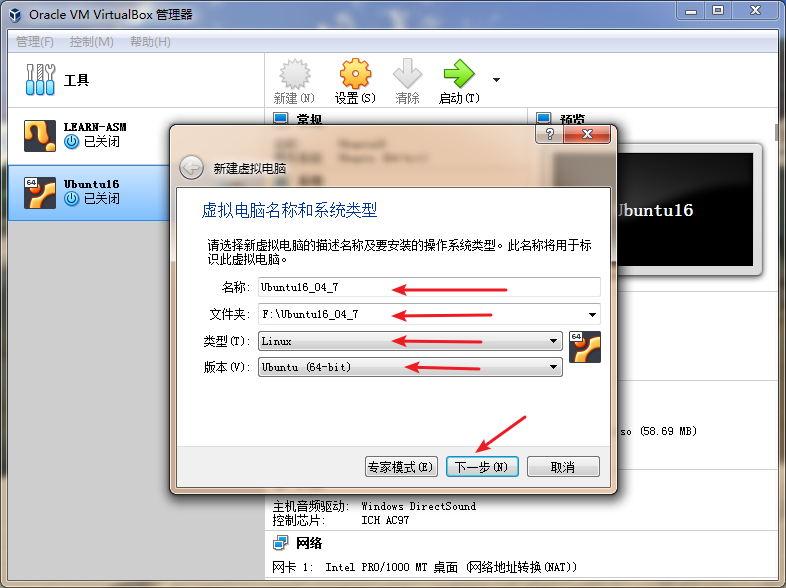 Oracle VM VirtualBox 管理器
管理(F) 控制(M) 帮助(H)
工具
新建(N) 设置(S) 清除 启动(T)
LEARN-ASM
已关闭
64
Ubuntu16
已关闭
常规
预览
Ubuntu16
新建虚拟电脑
虚拟电脑名称和系统类型
请选择新虚拟电脑的描述名称及要安装的操作系统类型。此名称将用于标
识此虚拟电脑。
名称: Ubuntu16_04_7
文件夹: F:\Ubuntu16_04_7
类型(T): Linux
64
版本(V): Ubuntu (64-bit)
so (58.69 MB)
专家模式(E) 下一步(N) 取消
主机音频驱动: Windows DirectSound
控制芯片: ICH AC97
网络
网卡 1: Intel PRO/1000 MT 桌面 (网络地址转换(NAT))